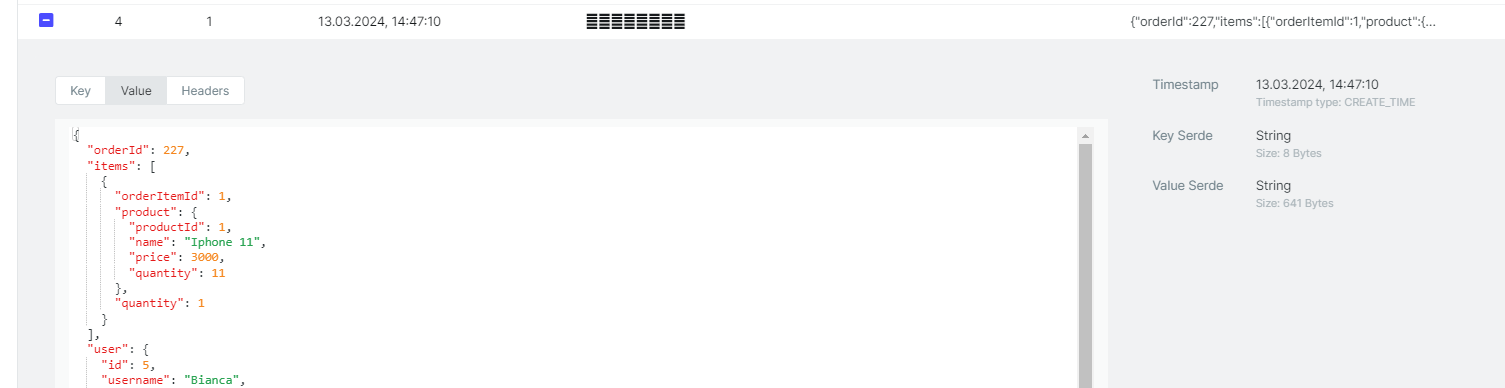 4 1 13.03.2024, 14:47:10 {"orderId":227,"items":[{"orderItemId":1,"product":{...
Key Value Headers
{
"orderId": 227,
"items": [
{
"orderItemId": 1,
"product": {
"productId": 1,
"name": "Iphone 11",
"price": 3000,
"quantity": 11
},
"quantity": 1
}
],
"user": {
"id": 5,
"username": "Bianca",
Timestamp 13.03.2024, 14:47:10
Timestamp type: CREATE_TIME
Key Serde String
Size: 8 Bytes
Value Serde String
Size: 641 Bytes